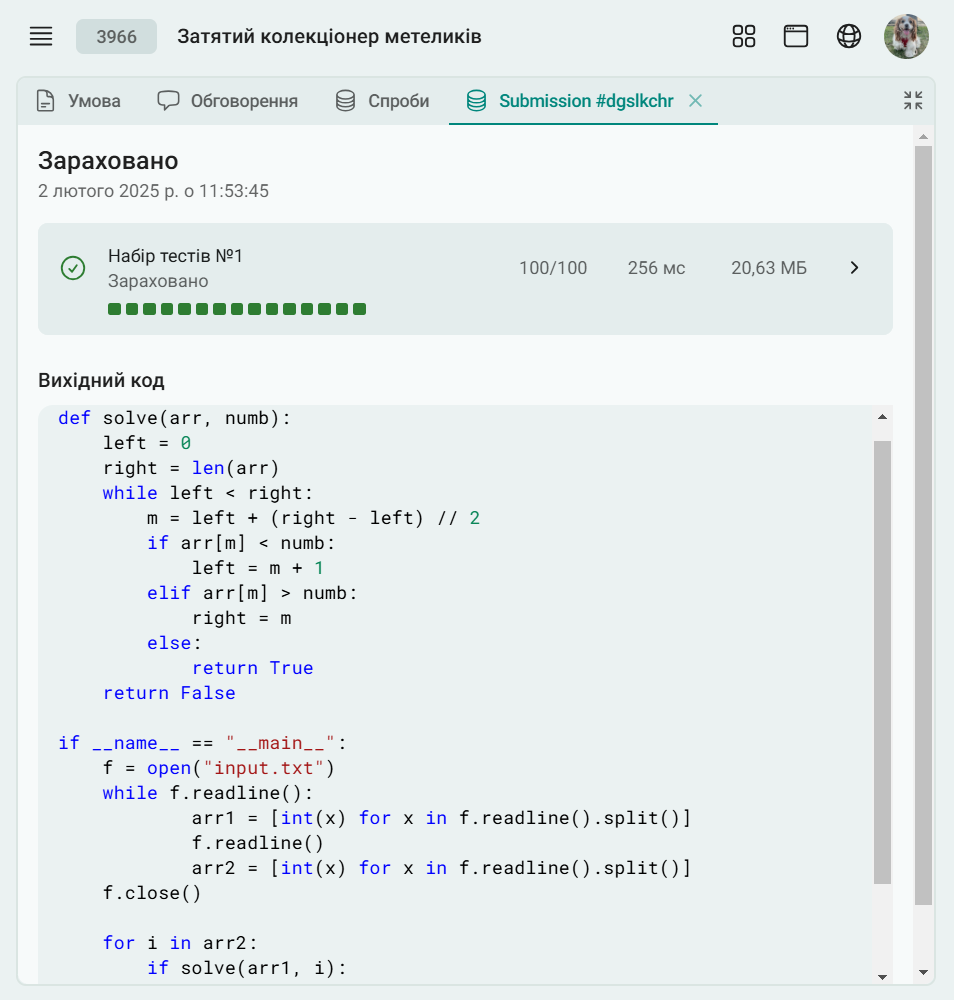 3966 Затятий колекціонер метеликів
Умова Обговорення Спроби Submission #dgslkchr
Зараховано
2 лютого 2025 р. о 11:53:45
Набір тестів №1
Зараховано
100/100 256 мс 20,63 МБ
Вихідний код
def solve(arr, numb):
    left = 0
    right = len(arr)
    while left < right:
        m = left + (right - left) // 2
        if arr[m] < numb:
            left = m + 1
        elif arr[m] > numb:
            right = m
        else:
            return True
    return False
if __name__ == "__main__":
    f = open("input.txt")
    while f.readline():
            arr1 = [int(x) for x in f.readline().split()]
            f.readline()
            arr2 = [int(x) for x in f.readline().split()]
    f.close()
    for i in arr2:
        if solve(arr1, i):